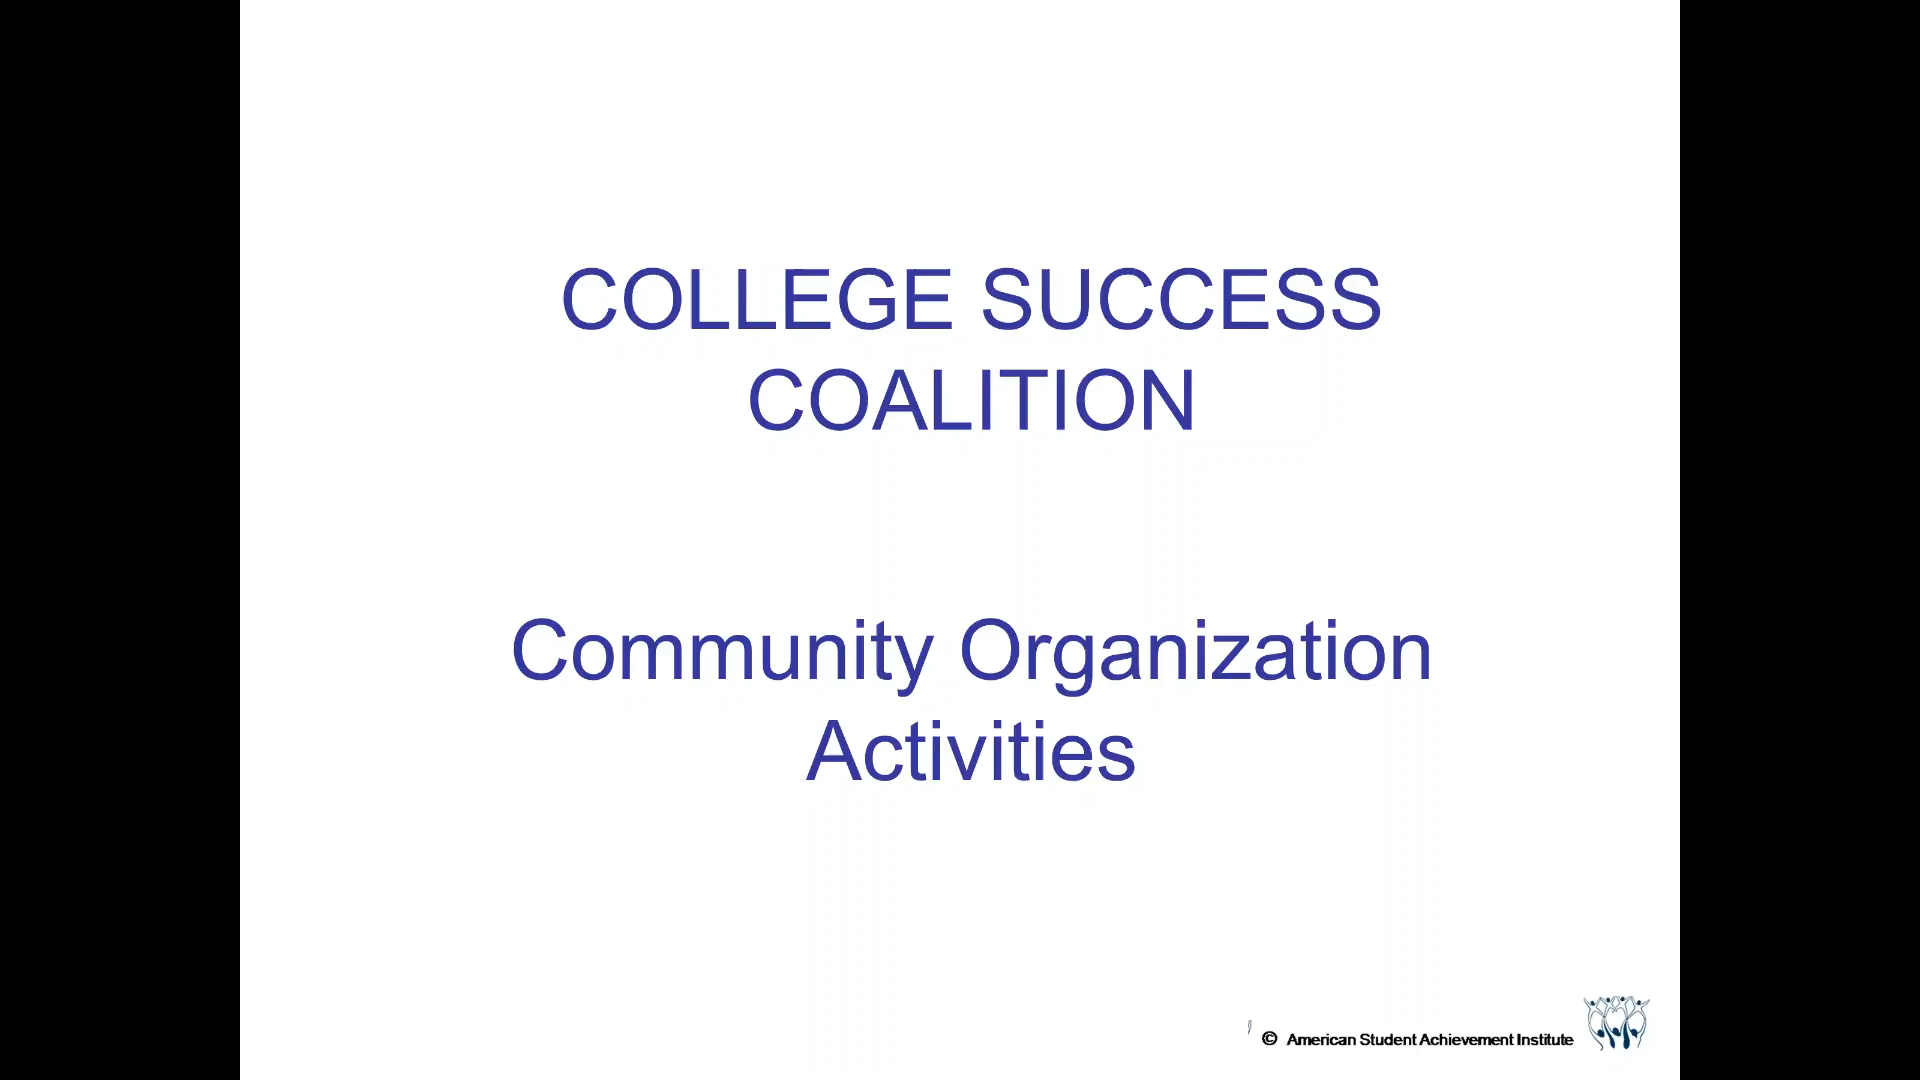 COLLEGE SUCCESS
COALITION
Community Organization
Activities
© American Student Achievement Institute